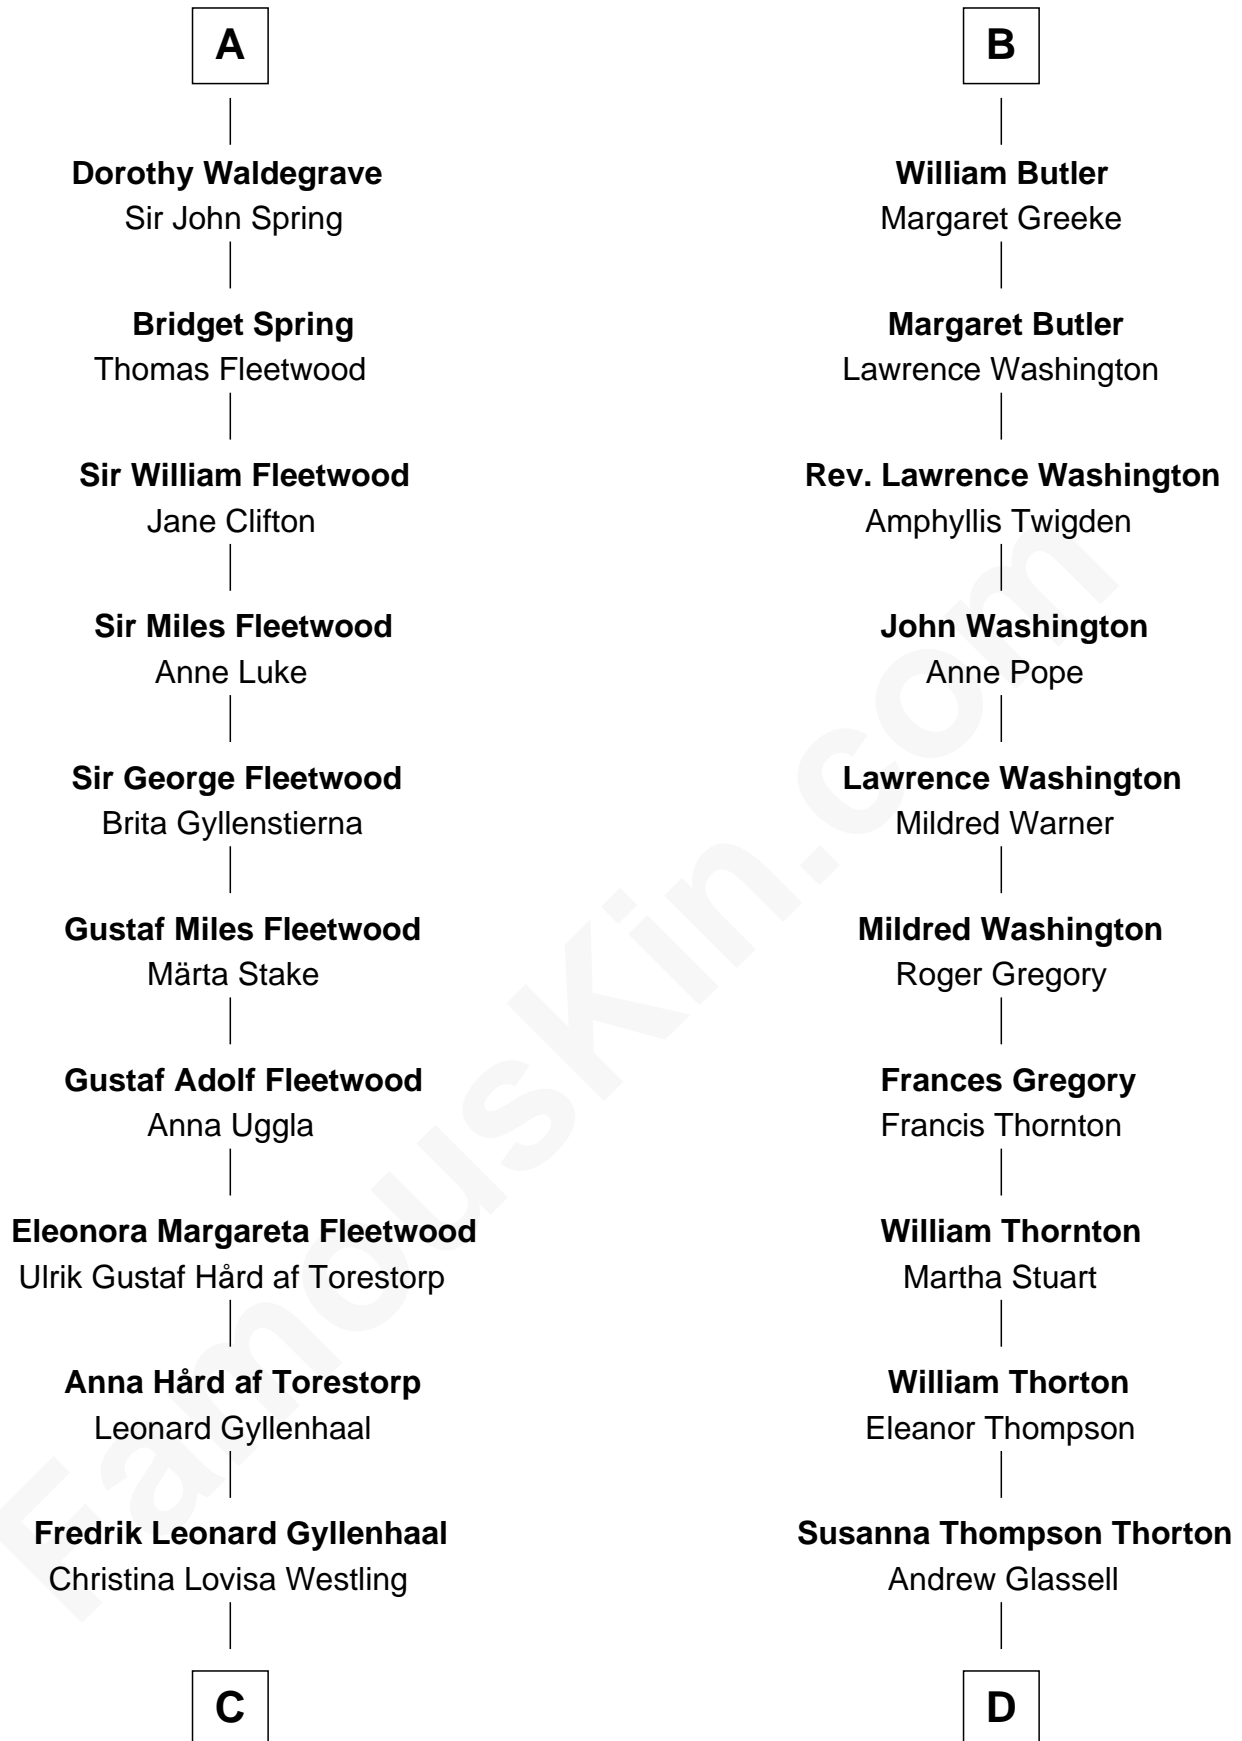 A
Dorothy Waldegrave
Sir John Spring
Bridget Spring
Thomas Fleetwood
Sir William Fleetwood
Jane Clifton
Sir Miles Fleetwood
Anne Luke
Sir George Fleetwood
Brita Gyllenstierna
Gustaf Miles Fleetwood
Märta Stake
Gustaf Adolf Fleetwood
Anna Uggla
Eleonora Margareta Fleetwood
Ulrik Gustaf Hård af Torestorp
Anna Hård af Torestorp
Leonard Gyllenhaal
Fredrik Leonard Gyllenhaal
Christina Lovisa Westling
C
B
William Butler
Margaret Greeke
Margaret Butler
Lawrence Washington
Rev. Lawrence Washington
Amphyllis Twigden
John Washington
Anne Pope
Lawrence Washington
Mildred Warner
Mildred Washington
Roger Gregory
Frances Gregory
Francis Thornton
William Thornton
Martha Stuart
William Thorton
Eleanor Thompson
Susanna Thompson Thorton
Andrew Glassell
D
FamousKin.com